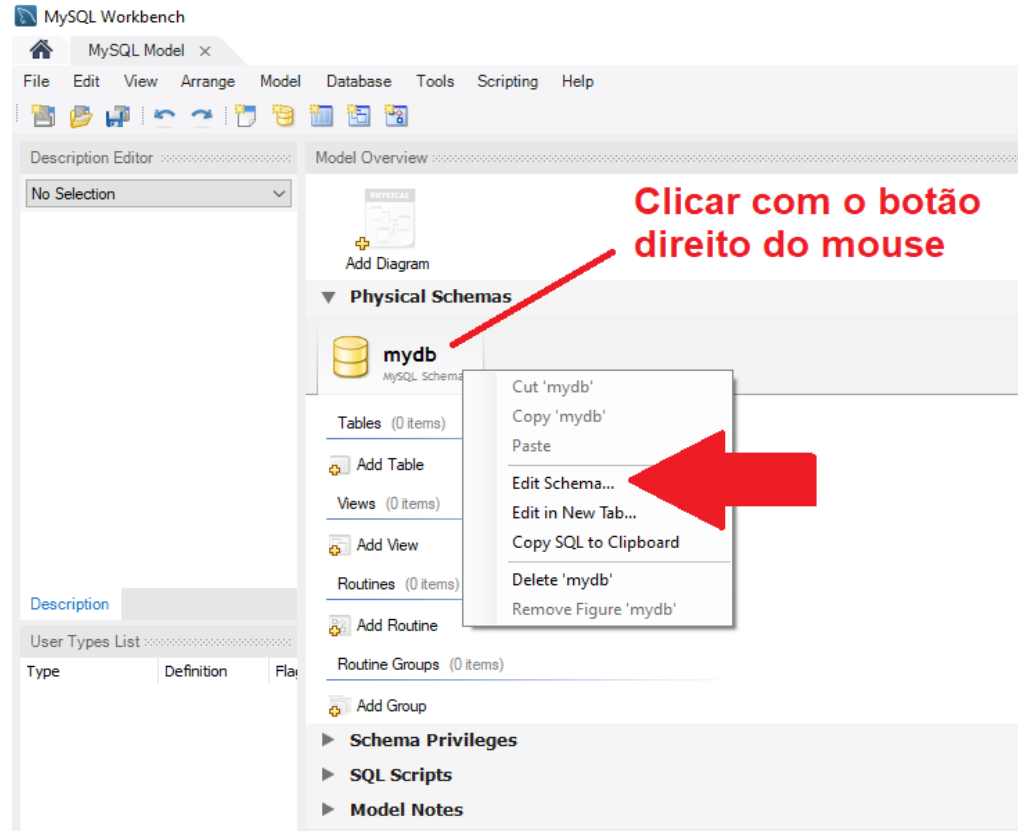 MySQL Workbench
MySQL Model ×
File Edit View Arrange Model Database Tools Scripting Help
Description Editor
Model Overview
No Selection
PHYSICAL
Clicar com o botão
direito do mouse
Add Diagram
Physical Schemas
mydb
MySQL Schema
Cut 'mydb'
Copy 'mydb'
Paste
Edit Schema...
Edit in New Tab...
Copy SQL to Clipboard
Delete 'mydb'
Remove Figure 'mydb'
Tables (0 items)
Add Table
Views (0 items)
Add View
Routines (0 items)
Add Routine
Routine Groups (0 items)
Add Group
Description
User Types List
Type Definition Flag
Schema Privileges
SQL Scripts
Model Notes